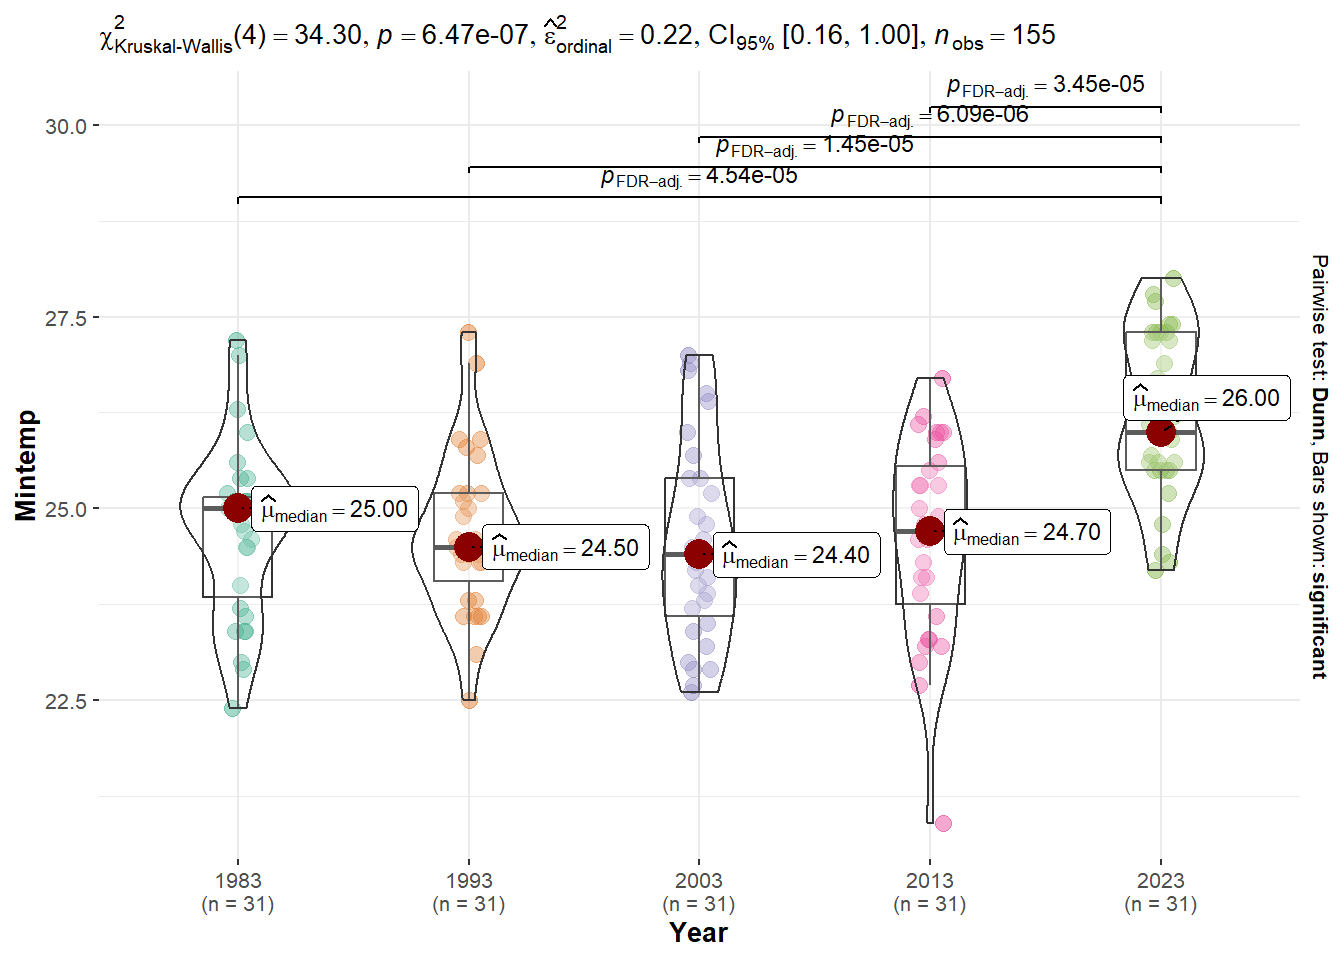 χ²Kruskal-Wallis(4) = 34.30, p = 6.47e-07, ε̂²ordinal = 0.22, CI95% [0.16, 1.00], nobs = 155
pFDR–adj. = 3.45e-05
pFDR–adj. = 6.09e-06
pFDR–adj. = 1.45e-05
pFDR–adj. = 4.54e-05
30.0
27.5
25.0
22.5
Mintemp
μ̂median = 25.00
μ̂median = 24.50
μ̂median = 24.40
μ̂median = 24.70
μ̂median = 26.00
Pairwise test: Dunn, Bars shown: significant
1983
(n = 31)
1993
(n = 31)
2003
(n = 31)
2013
(n = 31)
2023
(n = 31)
Year